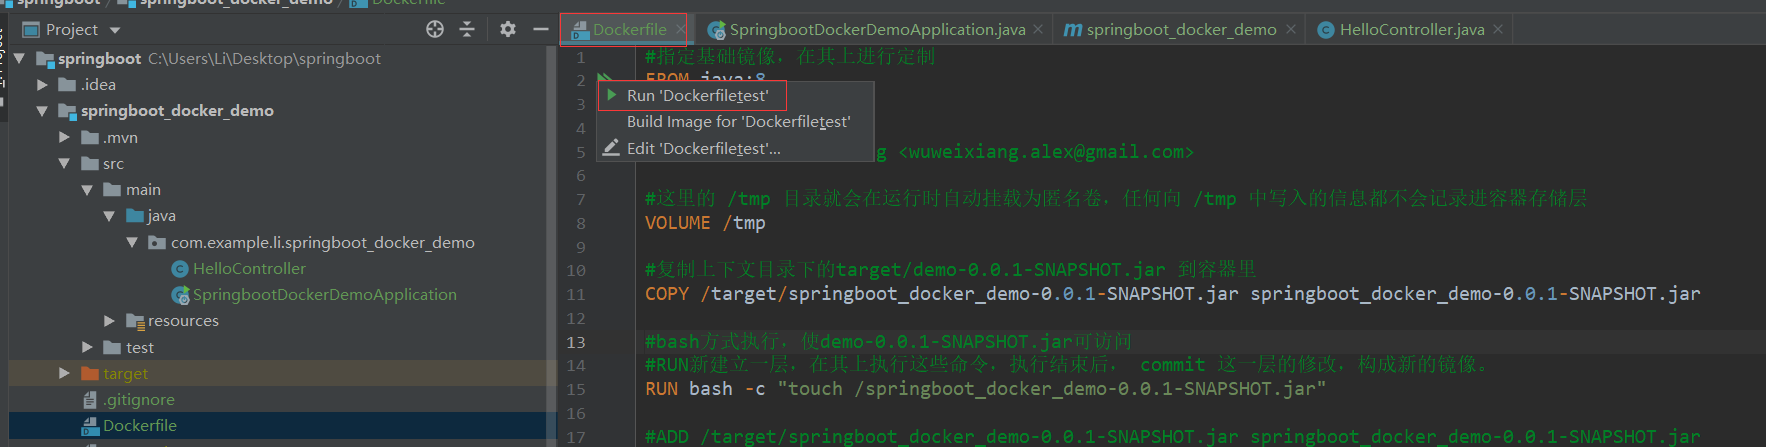 springboot springboot_docker_demo Dockerfile
Project
springboot C:\Users\Li\Desktop\springboot
.idea
springboot_docker_demo
.mvn
src
main
java
com.example.li.springboot_docker_demo
HelloController
SpringbootDockerDemoApplication
resources
test
target
.gitignore
Dockerfile
Dockerfile
SpringbootDockerDemoApplication.java
m springboot_docker_demo
HelloController.java
1 #指定基础镜像，在其上进行定制
2 FROM java:8
Run 'Dockerfiletest'
3
Build Image for 'Dockerfiletest'
4
Edit 'Dockerfiletest'...
5 g <wuweixiang.alex@gmail.com>
6
7 #这里的 /tmp 目录就会在运行时自动挂载为匿名卷，任何向 /tmp 中写入的信息都不会记录进容器存储层
8 VOLUME /tmp
9
10 #复制上下文目录下的target/demo-0.0.1-SNAPSHOT.jar 到容器里
11 COPY /target/springboot_docker_demo-0.0.1-SNAPSHOT.jar springboot_docker_demo-0.0.1-SNAPSHOT.jar
12
13 #bash方式执行，使demo-0.0.1-SNAPSHOT.jar可访问
14 #RUN新建立一层，在其上执行这些命令，执行结束后， commit 这一层的修改，构成新的镜像。
15 RUN bash -c "touch /springboot_docker_demo-0.0.1-SNAPSHOT.jar"
16
17 #ADD /target/springboot_docker_demo-0.0.1-SNAPSHOT.jar springboot_docker_demo-0.0.1-SNAPSHOT.jar